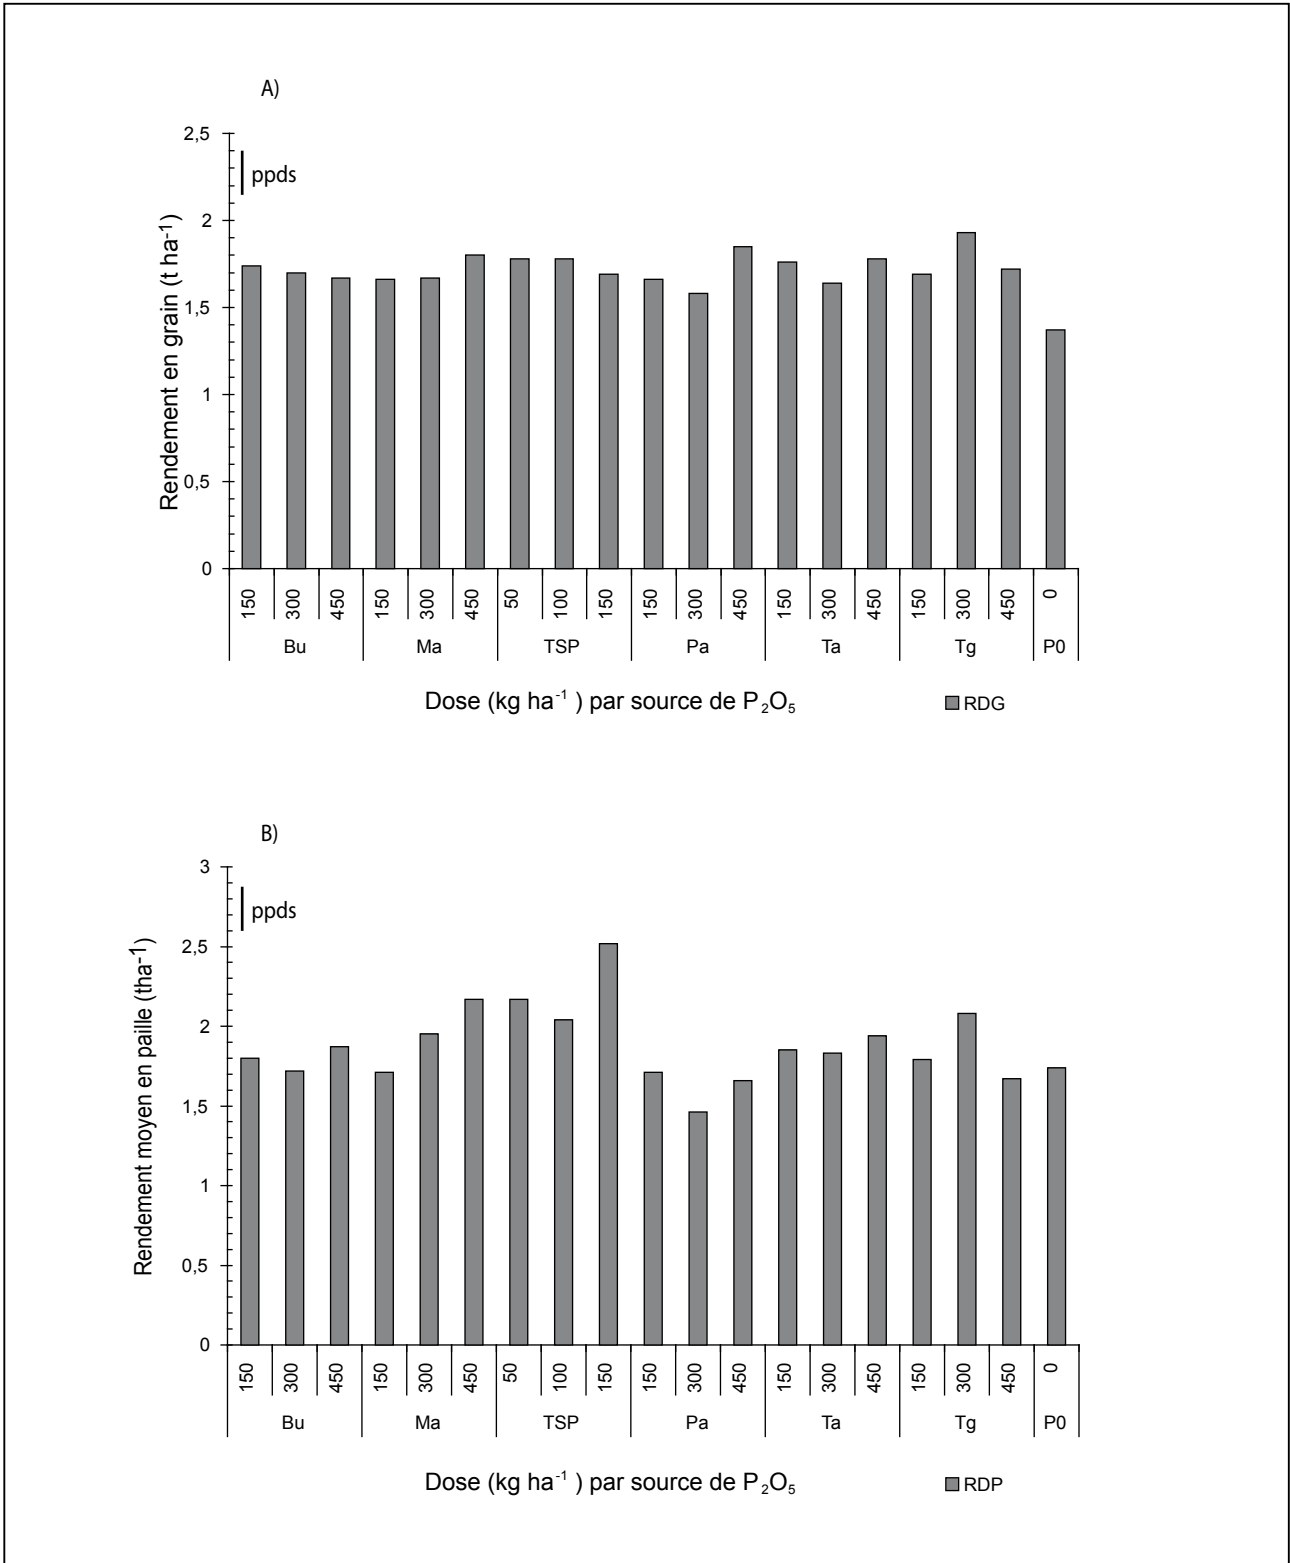 A)
Rendement en grain (t ha-1)
2,5
2
1,5
1
0,5
0
ppds
150 300 450 150 300 450 50 100 150 150 300 450 150 300 450 150 300 450 0
Bu Ma TSP Pa Ta Tg P0
Dose (kg ha-1 ) par source de P2O5
RDG
B)
Rendement moyen en paille (tha-1)
3
2,5
2
1,5
1
0,5
0
ppds
150 300 450 150 300 450 50 100 150 150 300 450 150 300 450 150 300 450 0
Bu Ma TSP Pa Ta Tg P0
Dose (kg ha-1 ) par source de P2O5
RDP